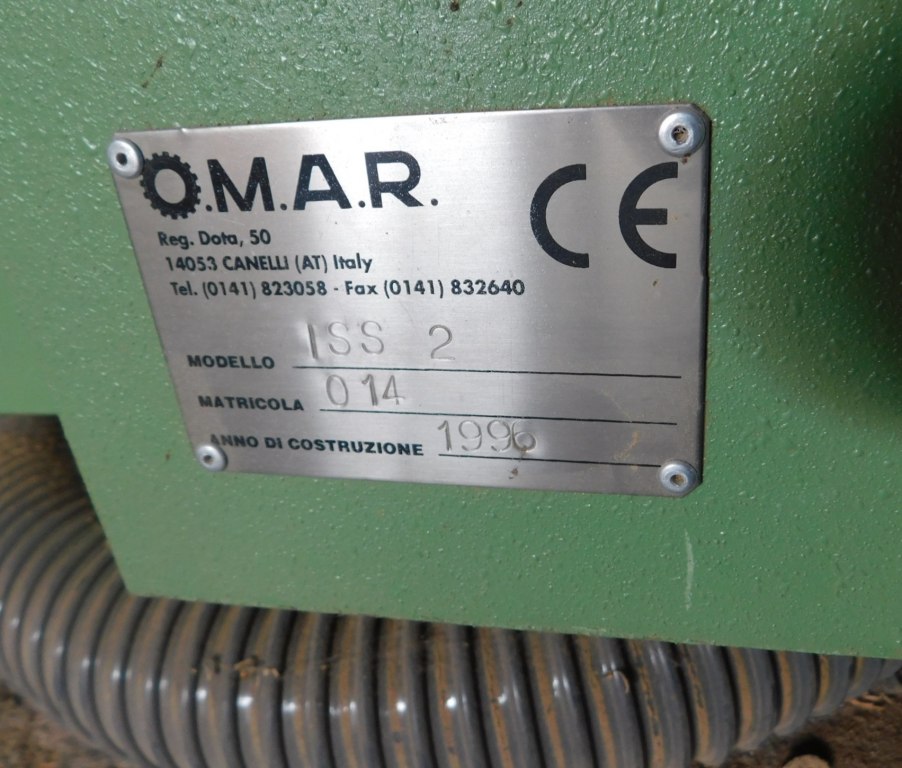 O.M.A.R.
CE
Reg. Dota, 50
14053 CANELLI (AT) Italy
Tel. (0141) 823058 - Fax (0141) 832640
MODELLO ISS 2
MATRICOLA 014
ANNO DI COSTRUZIONE 1996